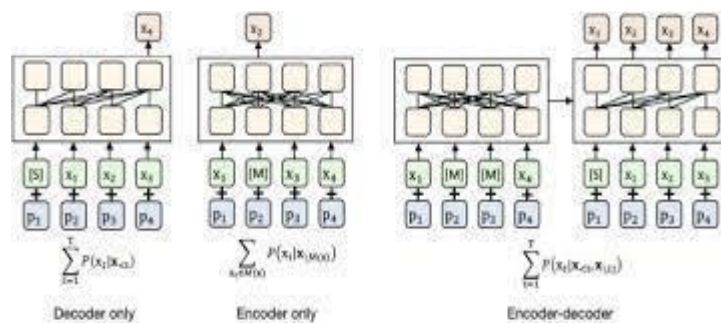 x₄ x₂ x₁ x₂ x₃ x₄
[S] x₁ x₂ x₃ x₁ [M] x₃ x₄ x₁ [M] [M] x₄ [S] x₁ x₂ x₃
+ + + + + + + + + + + + + + + +
p₁ p₂ p₃ p₄ p₁ p₂ p₃ p₄ p₁ p₂ p₃ p₄ p₁ p₂ p₃ p₄
Decoder only Encoder only Encoder-decoder